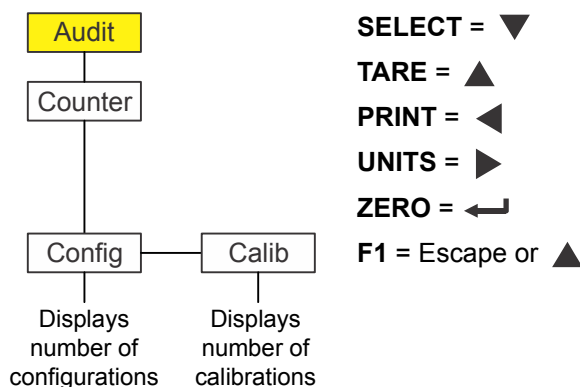 Audit
Counter
Config
Calib
Displays
number of
configurations
Displays
number of
calibrations
SELECT = ▼
TARE = ▲
PRINT = ◀
UNITS = ▶
ZERO = ↵
F1 = Escape or ▲